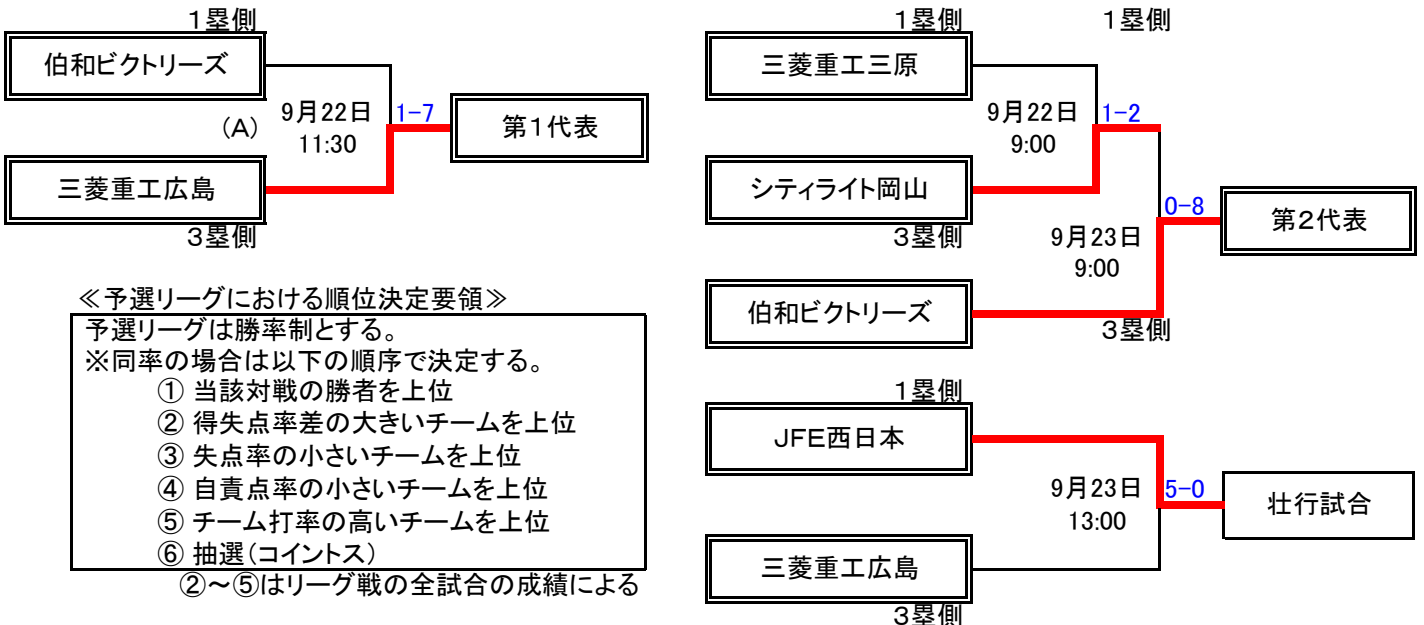 1塁側
伯和ビクトリーズ
(A)
9月22日
11:30
1-7
第1代表
三菱重工広島
3塁側
≪予選リーグにおける順位決定要領≫
予選リーグは勝率制とする。
※同率の場合は以下の順序で決定する。
① 当該対戦の勝者を上位
② 得失点率差の大きいチームを上位
③ 失点率の小さいチームを上位
④ 自責点率の小さいチームを上位
⑤ チーム打率の高いチームを上位
⑥ 抽選(コイントス)
②～⑤はリーグ戦の全試合の成績による
1塁側
1塁側
三菱重工三原
9月22日
9:00
1-2
シティライト岡山
3塁側
9月23日
9:00
0-8
第2代表
伯和ビクトリーズ
3塁側
1塁側
JFE西日本
9月23日
13:00
5-0
壮行試合
三菱重工広島
3塁側